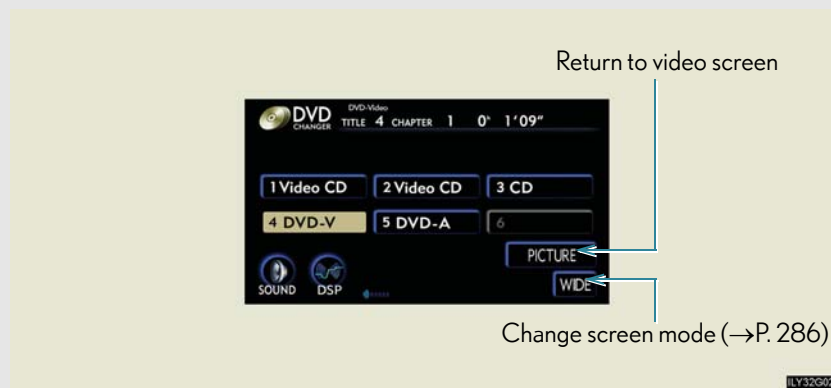 Return to video screen
DVD CHANGER
DVD-Video
TITLE 4 CHAPTER 1 0h 1'09"
1 Video CD 2 Video CD 3 CD
4 DVD-V 5 DVD-A 6
PICTURE
SOUND DSP WIDE
Change screen mode (→P. 286)